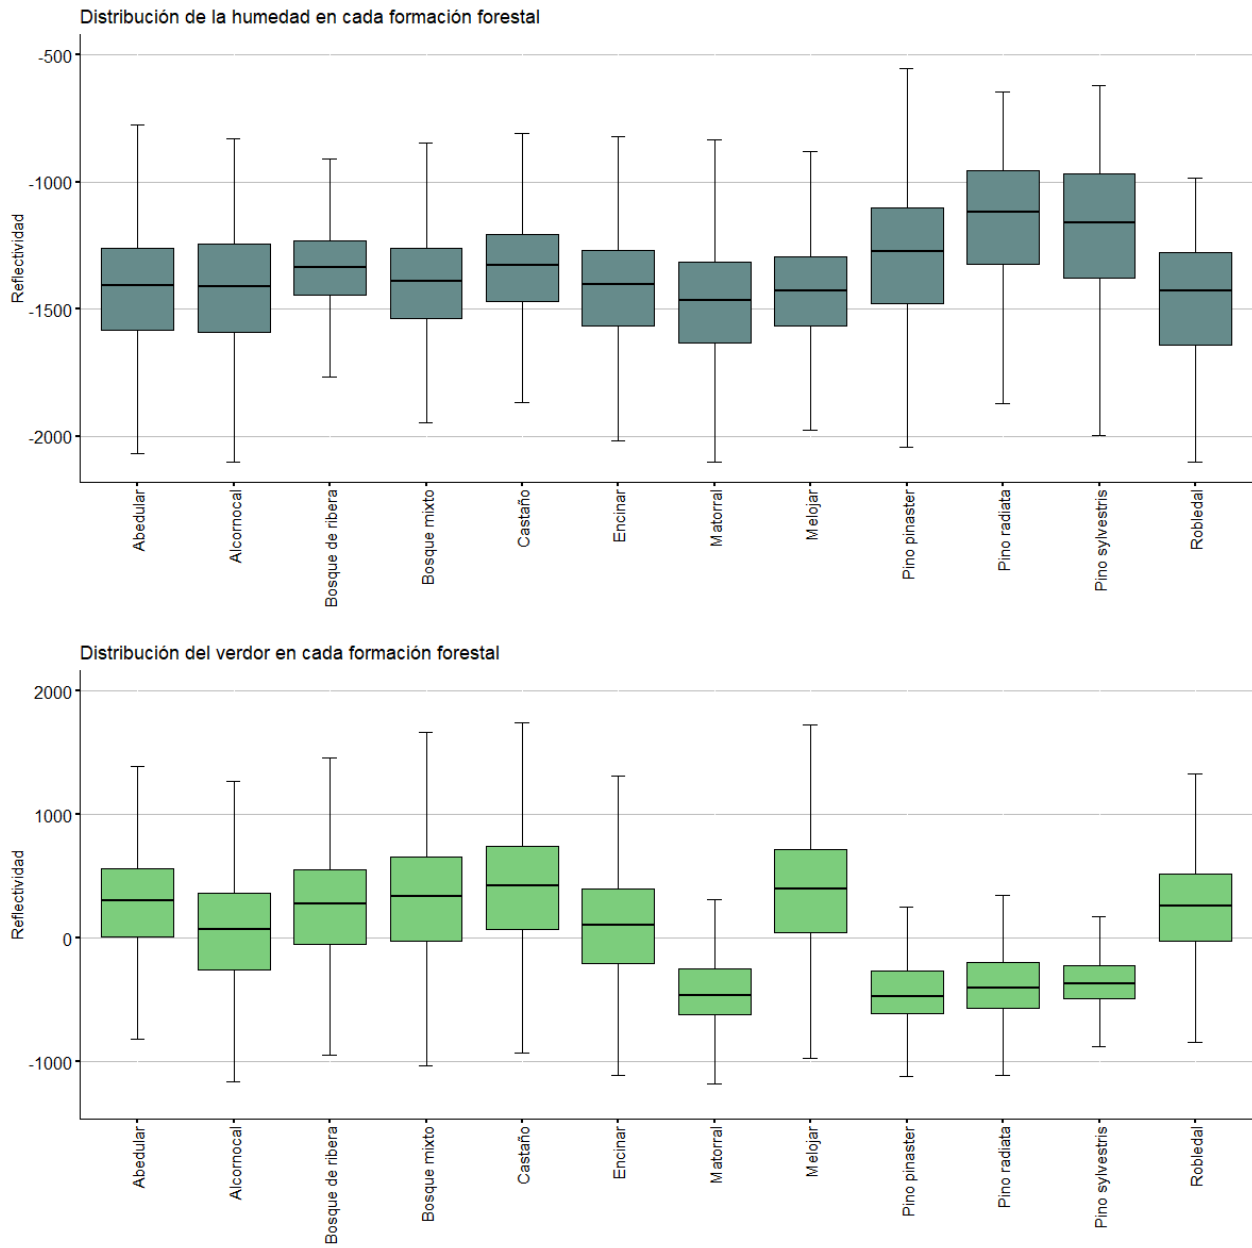 Distribución de la humedad en cada formación forestal
-500
-1000
-1500
-2000
Reflectividad
Abedular
Alcornocal
Bosque de ribera
Bosque mixto
Castaño
Encinar
Matorral
Melojar
Pino pinaster
Pino radiata
Pino sylvestris
Robledal
Distribución del verdor en cada formación forestal
2000
1000
0
-1000
Reflectividad
Abedular
Alcornocal
Bosque de ribera
Bosque mixto
Castaño
Encinar
Matorral
Melojar
Pino pinaster
Pino radiata
Pino sylvestris
Robledal